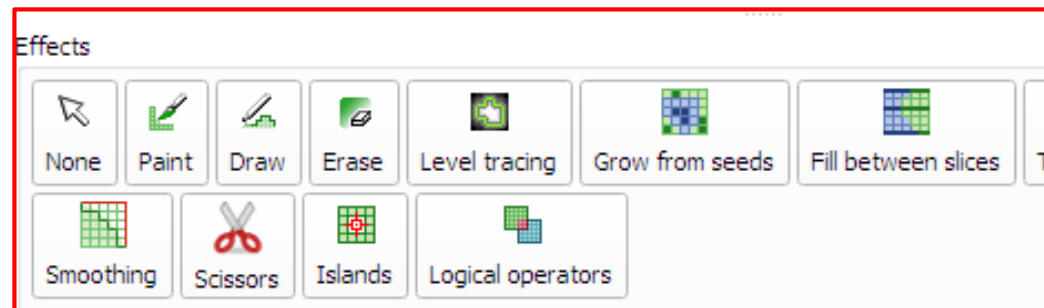 Effects
None Paint Draw Erase Level tracing Grow from seeds Fill between slices
Smoothing Scissors Islands Logical operators